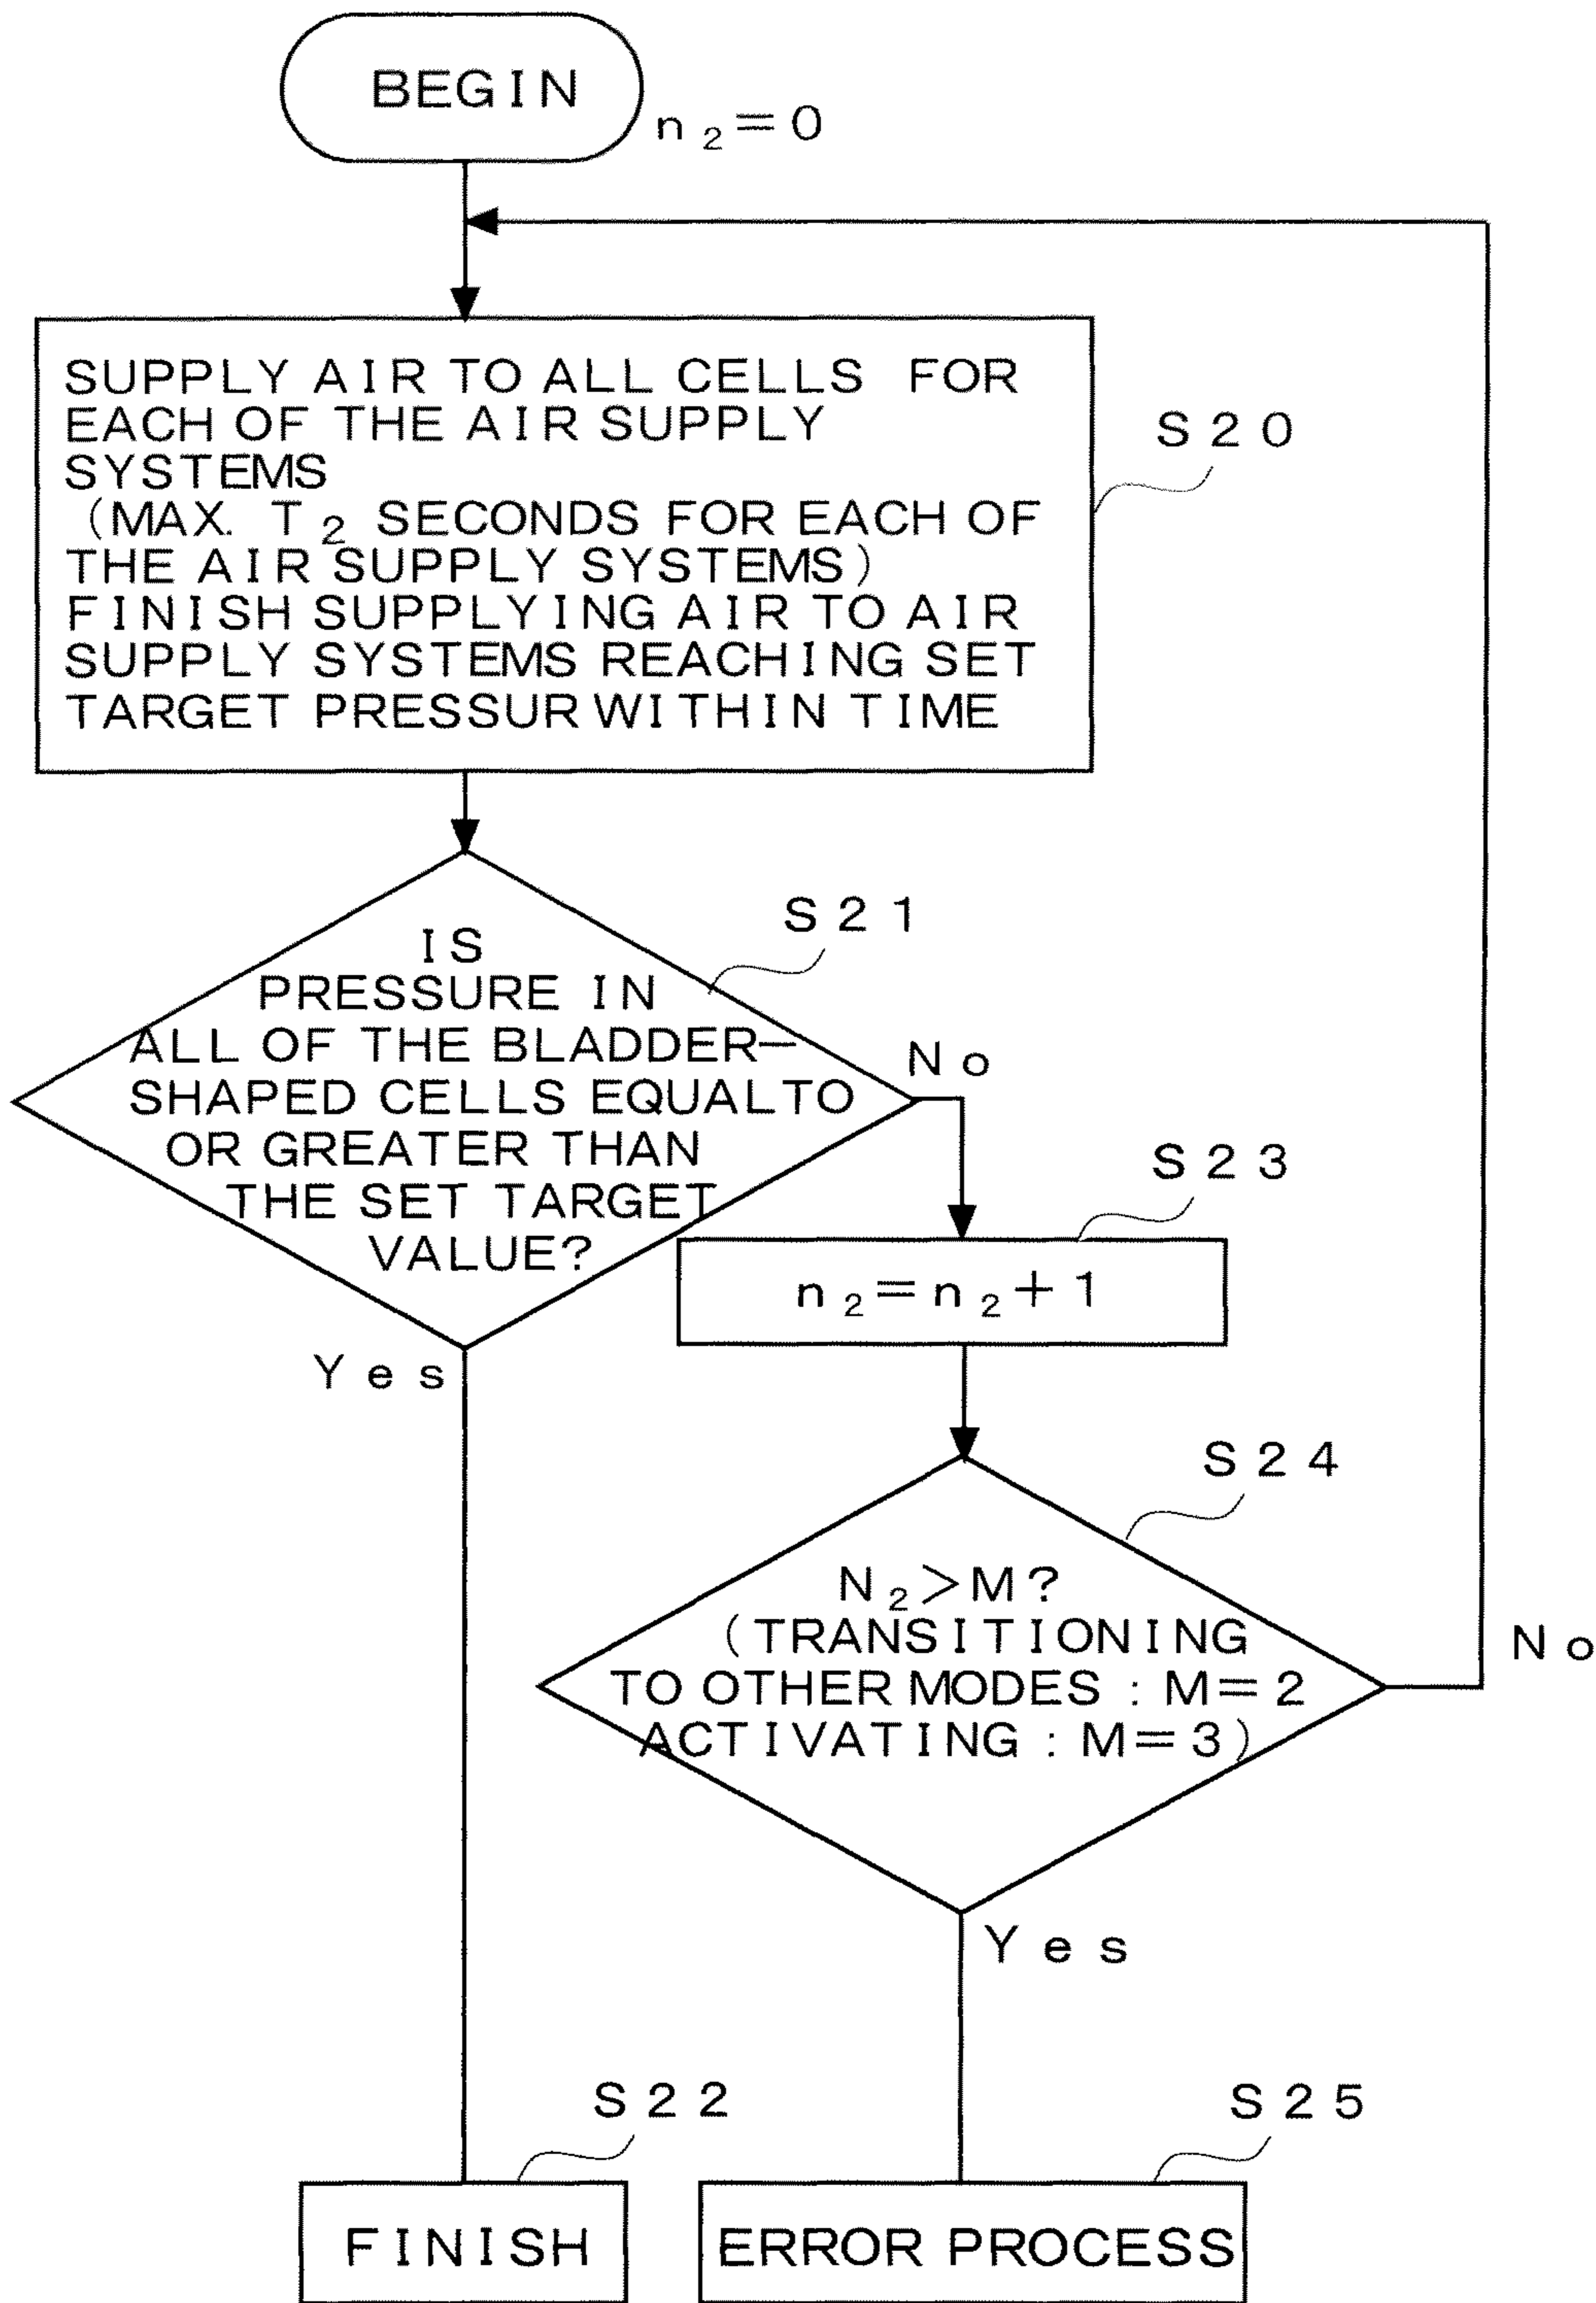 BEGIN
n₂=0
SUPPLY AIR TO ALL CELLS FOR
EACH OF THE AIR SUPPLY
SYSTEMS
(MAX. T₂ SECONDS FOR EACH OF
THE AIR SUPPLY SYSTEMS)
FINISH SUPPLYING AIR TO AIR
SUPPLY SYSTEMS REACHING SET
TARGET PRESSUR WITHIN TIME
S20
IS
PRESSURE IN
ALL OF THE BLADDER-
SHAPED CELLS EQUALTO
OR GREATER THAN
THE SET TARGET
VALUE?
S21
No
Yes
S23
n₂=n₂+1
S24
N₂>M?
(TRANSITIONING
TO OTHER MODES : M=2
ACTIVATING : M=3)
No
Yes
S22
FINISH
S25
ERROR PROCESS